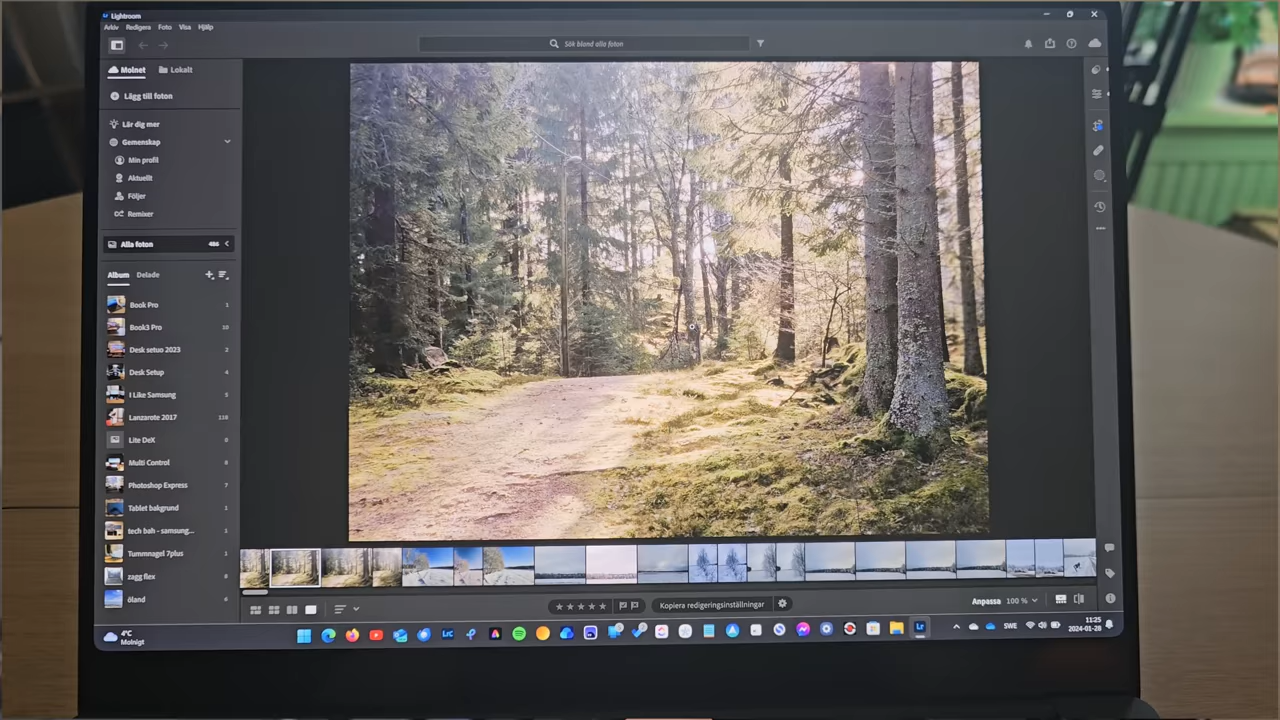 Lightroom
Arkiv Redigera Foto Visa Hjälp
Sök bland alla foton
Molnet Lokalt
Lägg till foton
Lär dig mer
Gemenskap
Min profil
Aktuellt
Följer
Remixer
Alla foton 486
Album Delade
Book Pro 1
Book3 Pro 10
Desk setup 2023 2
Desk Setup 4
I Like Samsung 5
Lanzarote 2017
Lite DeX
Multi Control
Photoshop Express 7
Tablet bakgrund 1
tech bah - samsung... 1
Tummnagel 7plus 1
zagg flex
öland
Kopiera redigeringsinställningar
Anpassa 100 %
4°C
Molnigt
Lrc
Lr
SWE
11:25
2024-01-28